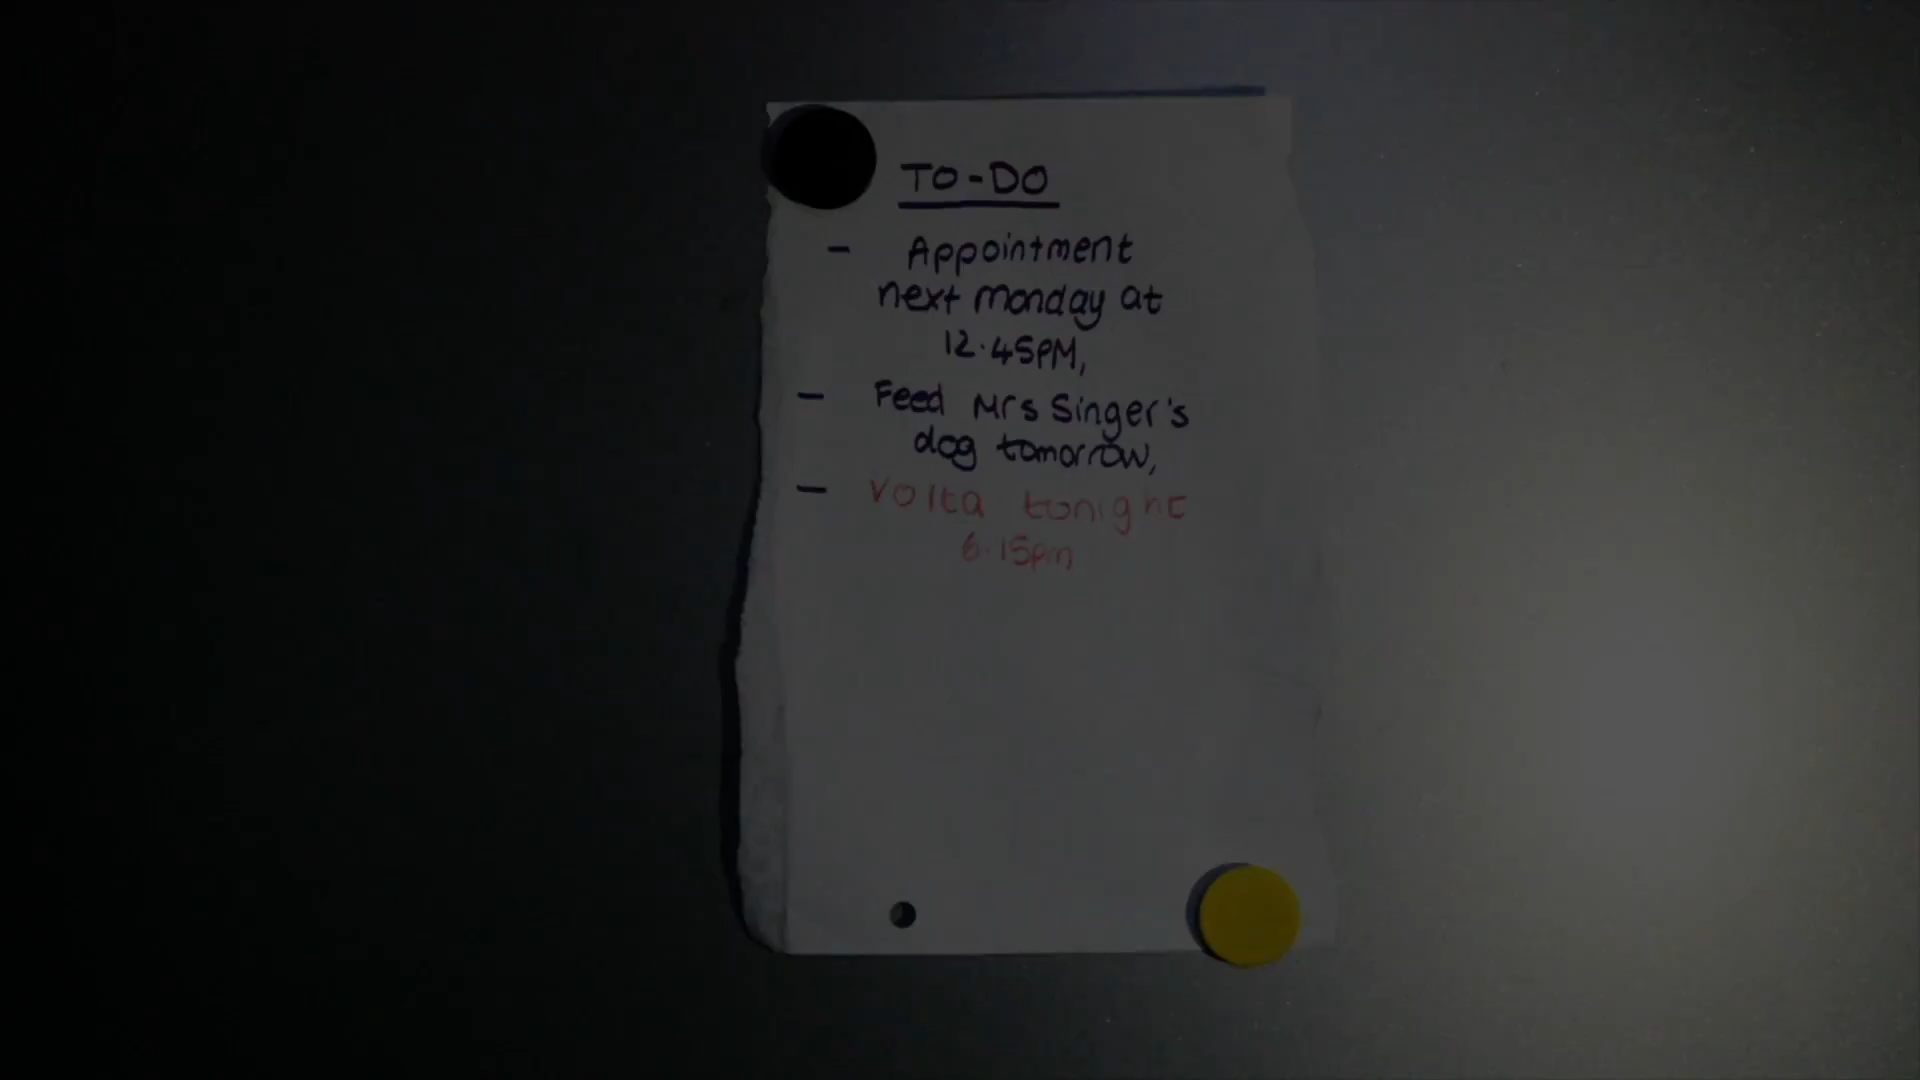 TO-DO
- Appointment
next monday at
12.45PM,
- Feed Mrs Singer's
dog tomorrow,
- Volta tonight
6.15pm